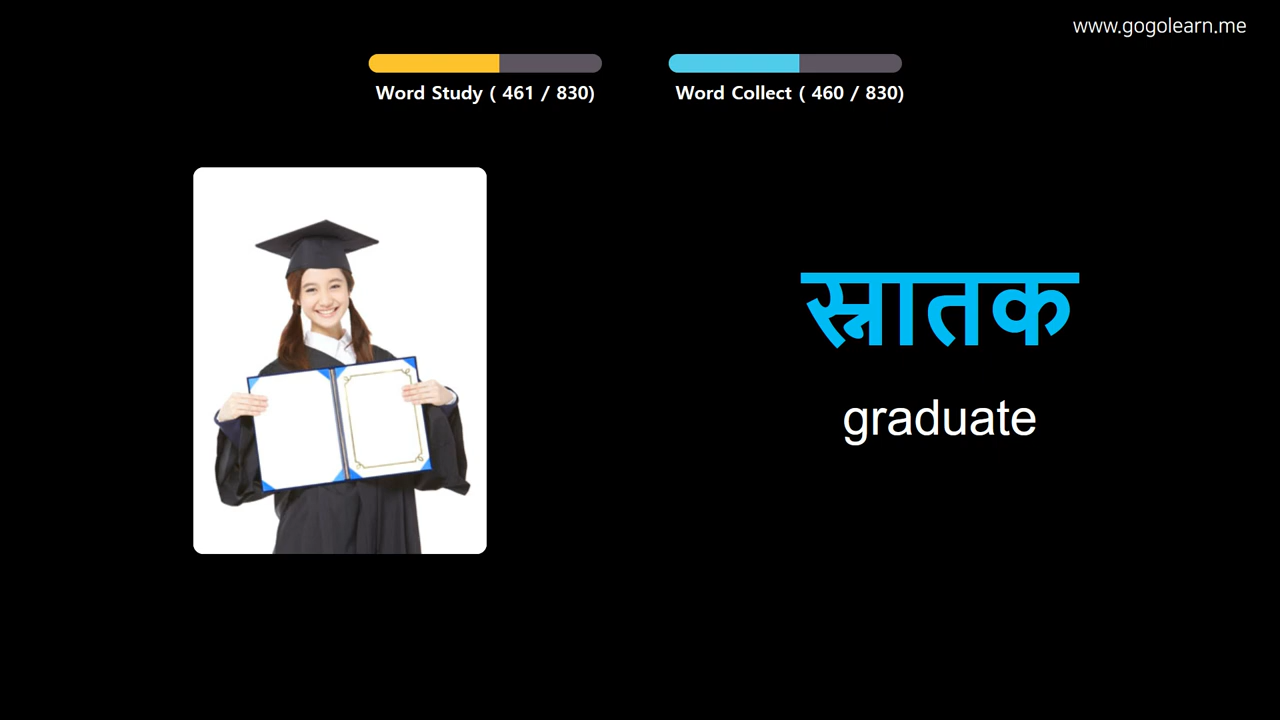 www.gogolearn.me
Word Study ( 461 / 830)
Word Collect ( 460 / 830)
स्नातक
graduate